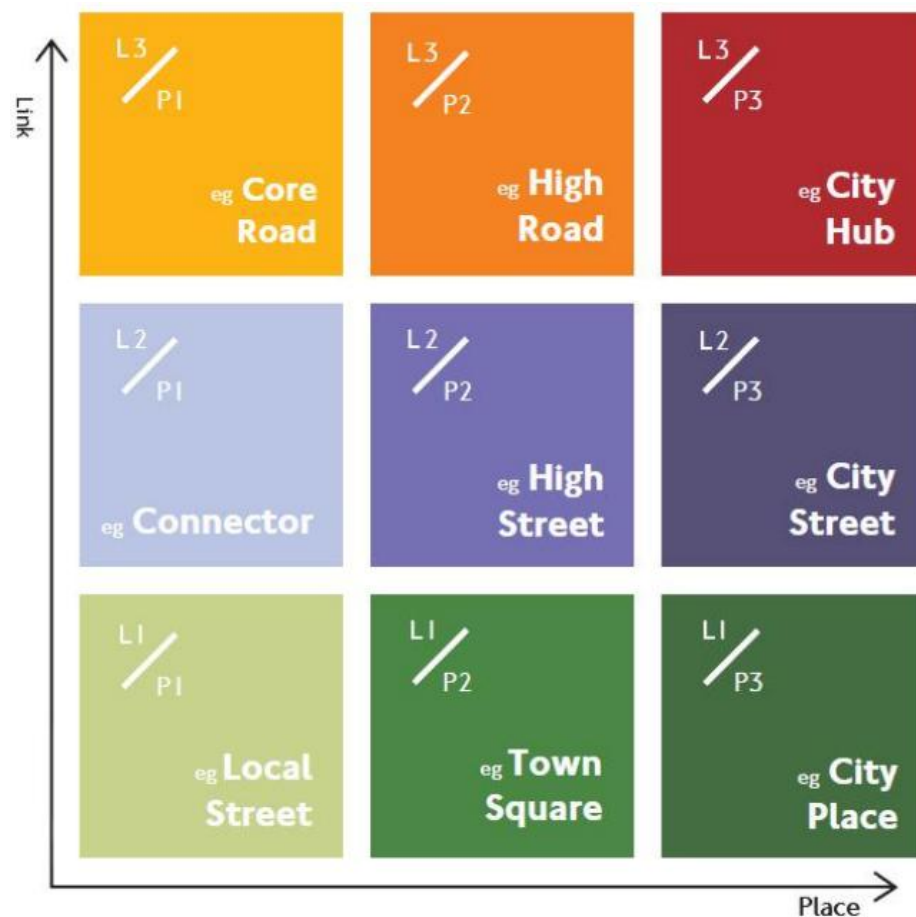 Link
L3
P1
eg Core
Road
L3
P2
eg High
Road
L3
P3
eg City
Hub
L2
P1
eg Connector
L2
P2
eg High
Street
L2
P3
eg City
Street
L1
P1
eg Local
Street
L1
P2
eg Town
Square
L1
P3
eg City
Place
Place